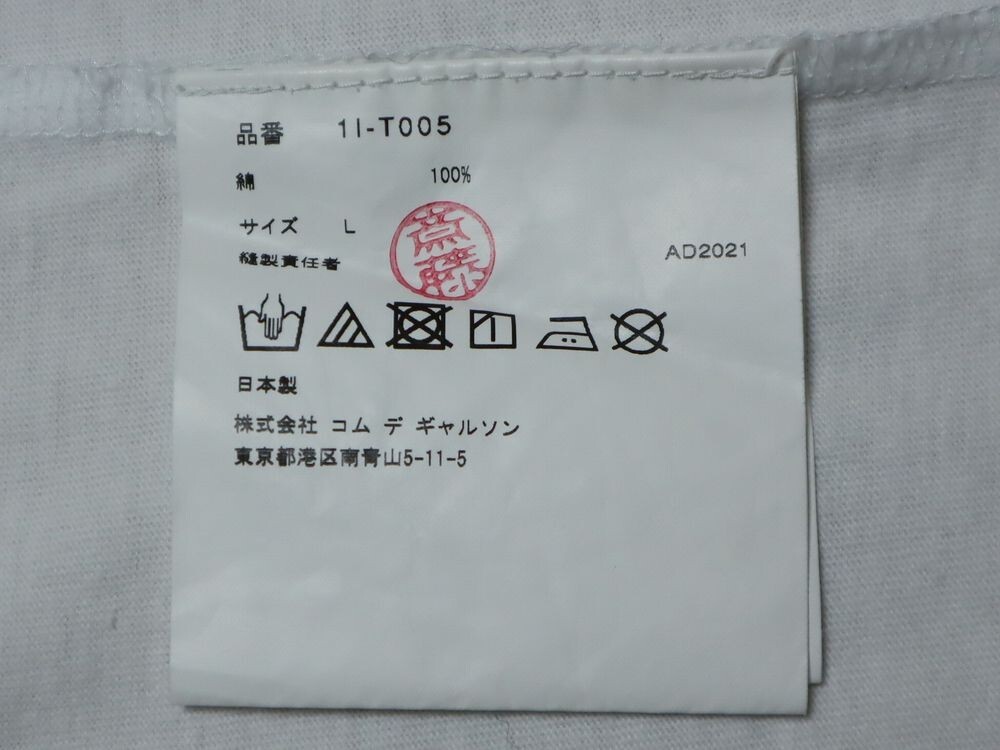 品番 1I-T005
綿 100%
サイズ L
縫製責任者 斎藤
AD2021
日本製
株式会社 コム デ ギャルソン
東京都港区南青山5-11-5